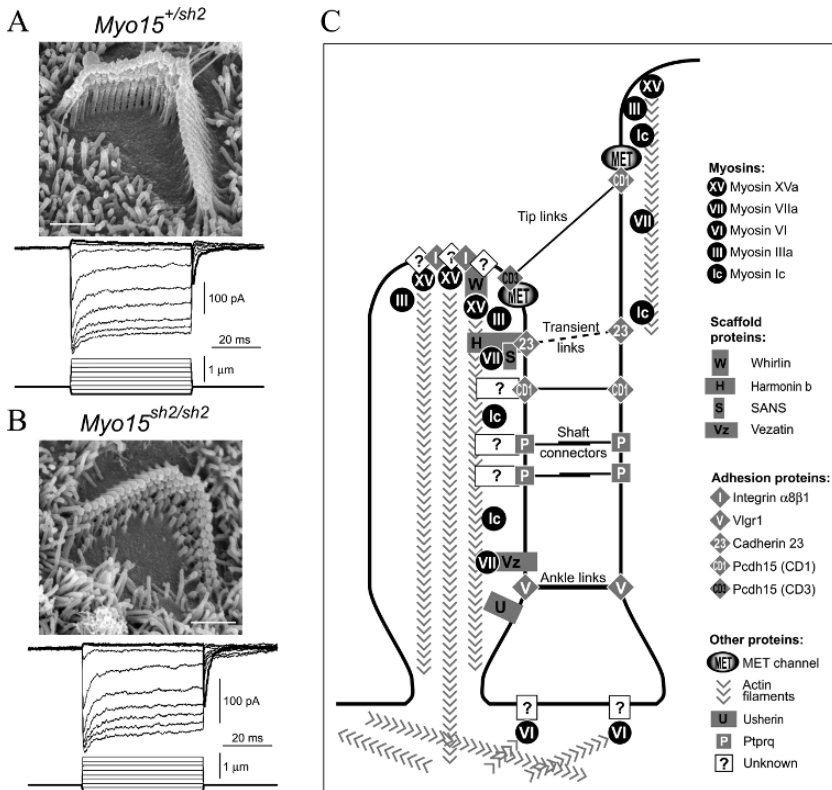 A
Myo15+/sh2
100 pA
20 ms
1 μm
B
Myo15sh2/sh2
100 pA
20 ms
1 μm
C
XV
III
Ic
MET
CD1
Tip links
VII
? I ? I ?
XV XV
CD3
W
MET
III
XV
III
Ic
H
23
Transient
links
23
VII
S
?
CD1
CD1
Ic
?
P
Shaft
connectors
P
?
P
P
Ic
VII
Vz
V
Ankle links
V
U
?
?
VI
VI
Myosins:
XV Myosin XVa
VII Myosin VIIa
VI Myosin VI
III Myosin IIIa
Ic Myosin Ic
Scaffold
proteins:
W Whirlin
H Harmonin b
S SANS
Vz Vezatin
Adhesion proteins:
I Integrin α8β1
V Vlgr1
23 Cadherin 23
CD1 Pcdh15 (CD1)
CD3 Pcdh15 (CD3)
Other proteins:
MET MET channel
Actin
filaments
U Usherin
P Ptprq
? Unknown